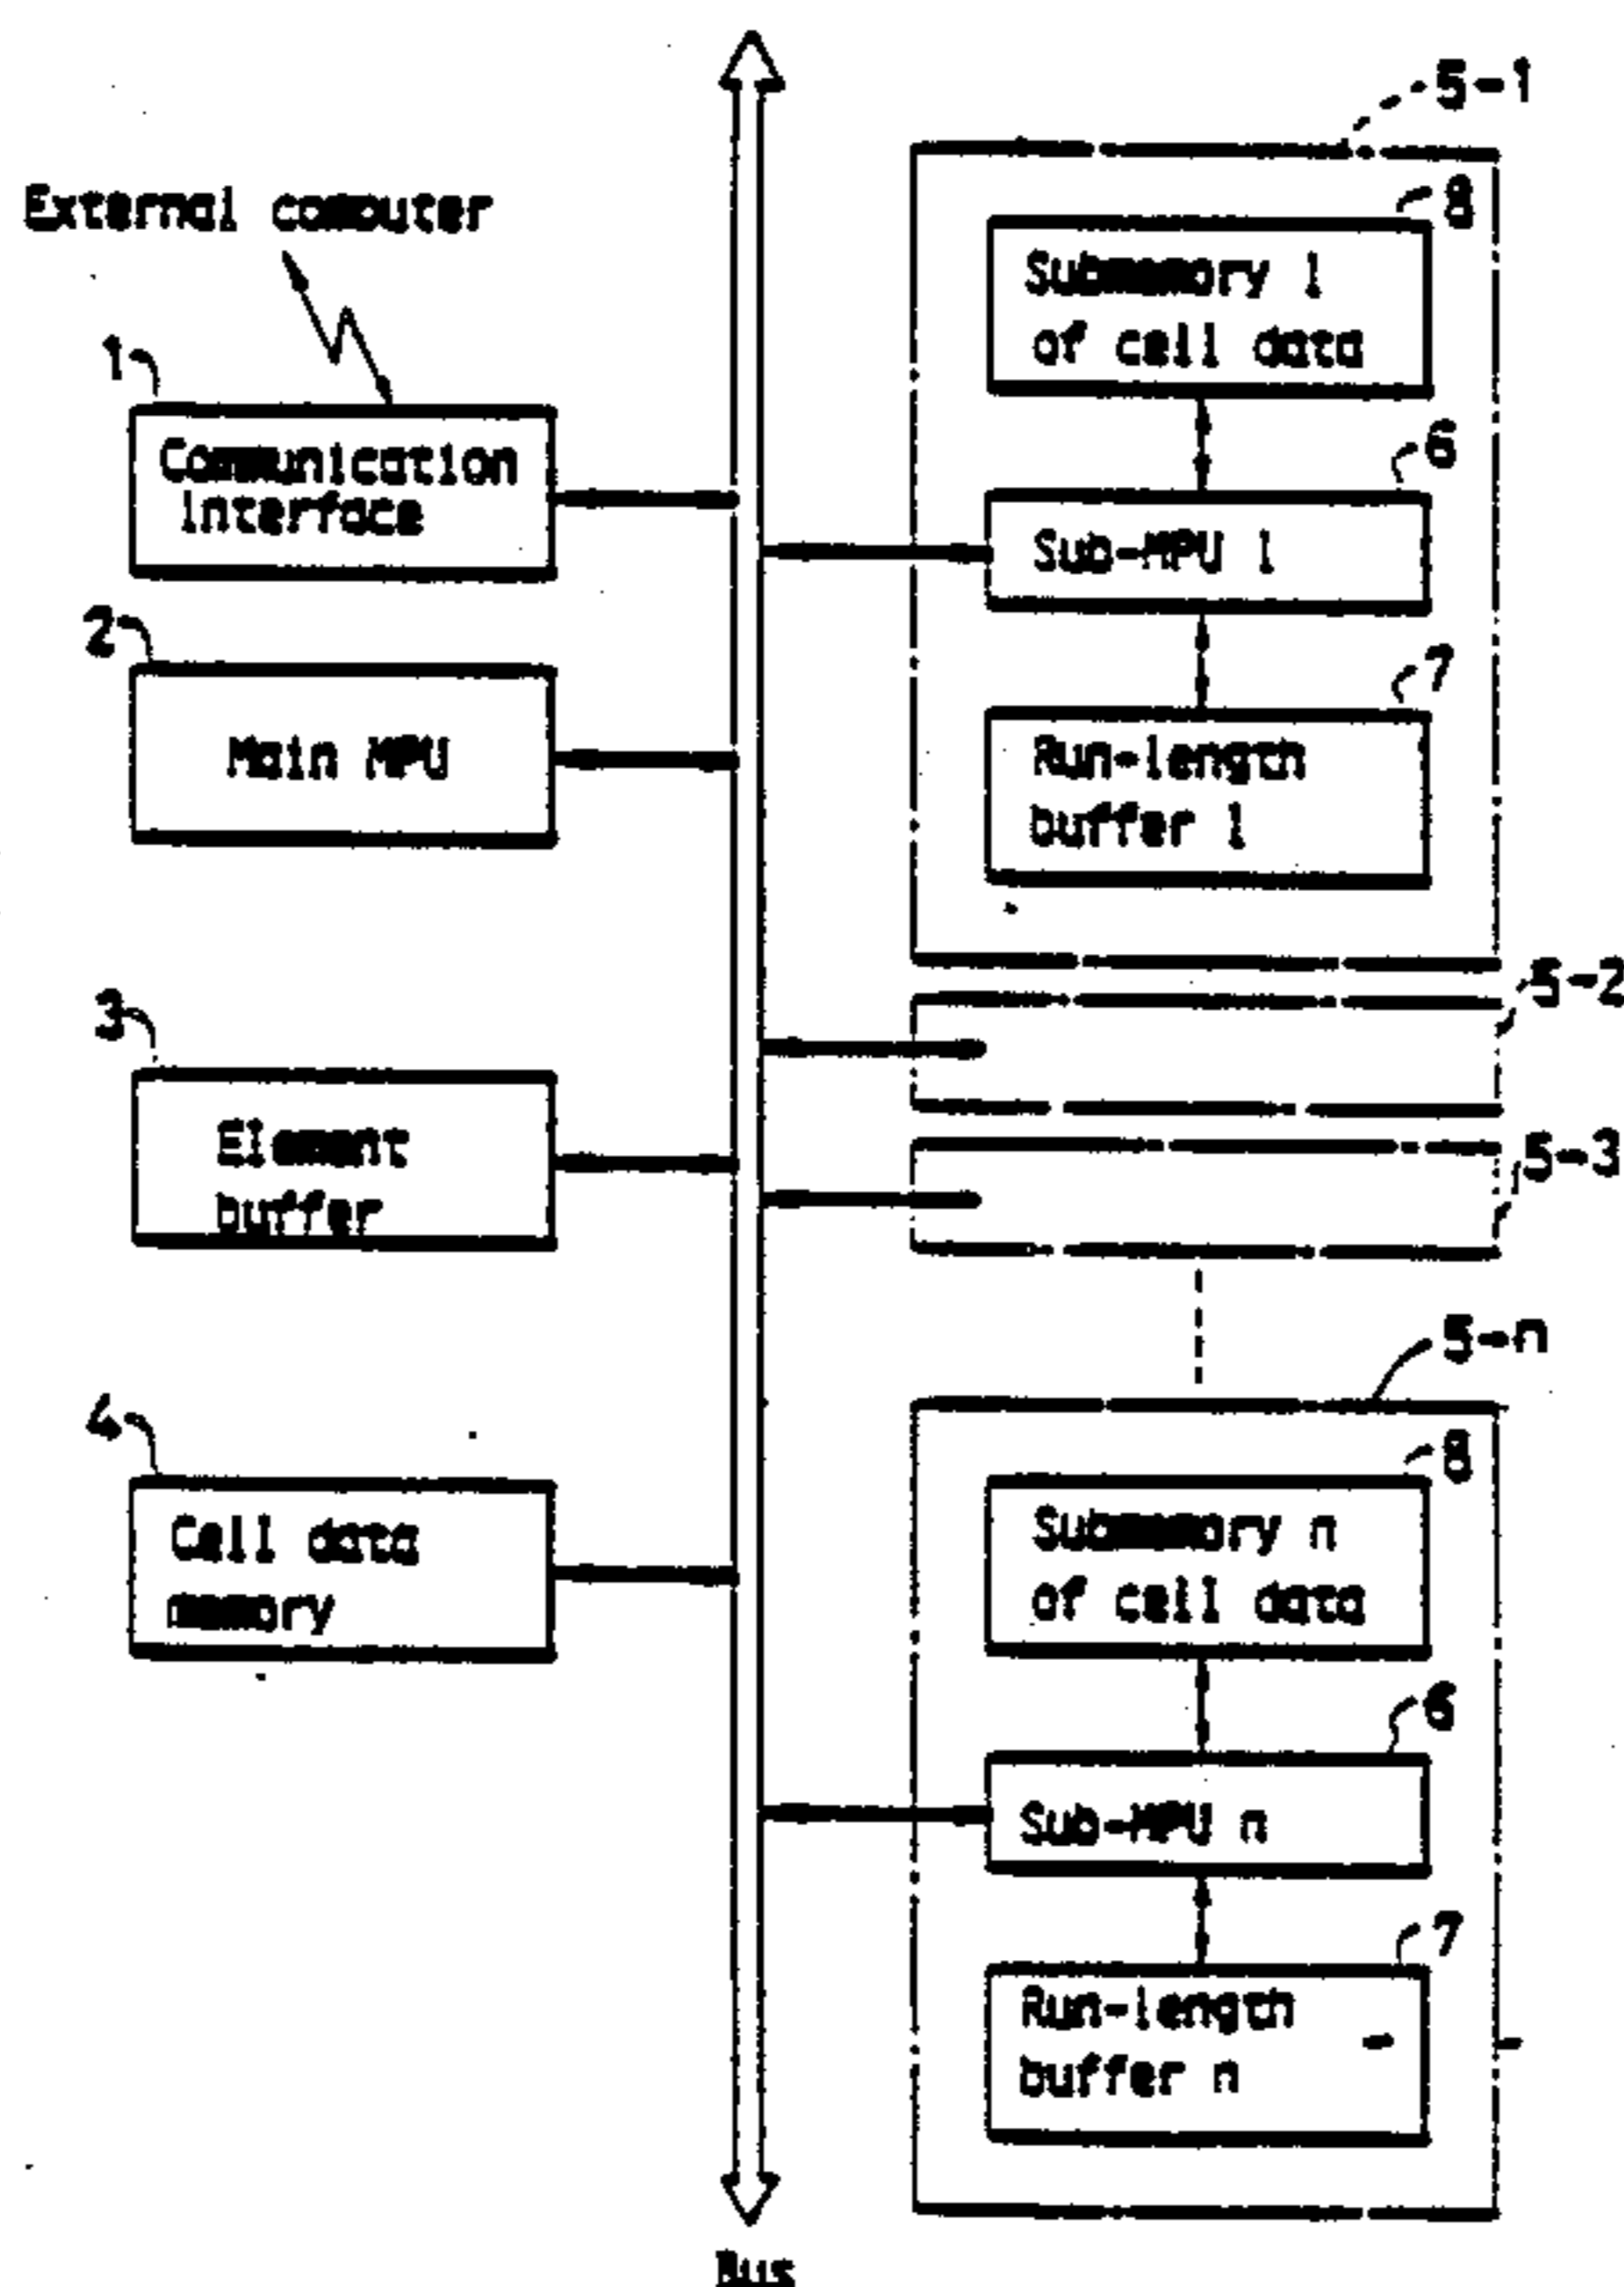 External computer
1
Communication
interface
2
Main MPU
3
Element
buffer
4
Cell data
memory
Bus
5-1
8
Submemory 1
of cell data
6
Sub-MPU 1
7
Run-length
buffer 1
5-2
5-3
5-n
8
Submemory n
of cell data
6
Sub-MPU n
7
Run-length
buffer n